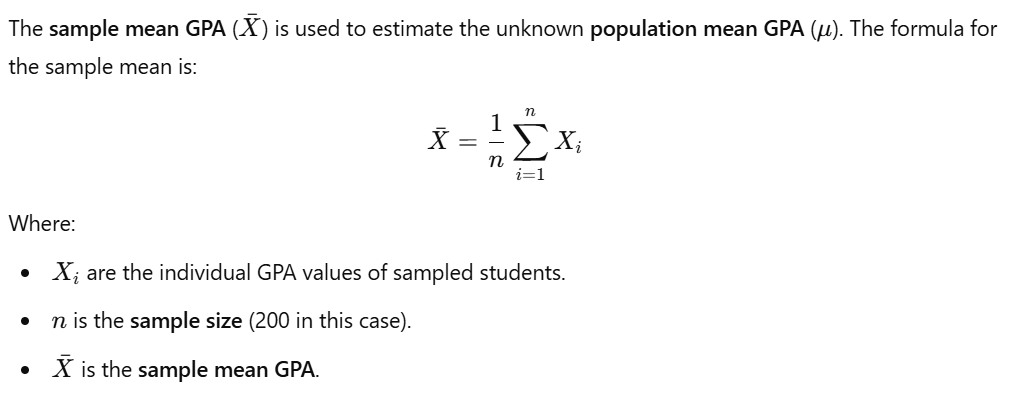 The sample mean GPA (X̄) is used to estimate the unknown population mean GPA (μ). The formula for
the sample mean is:
X̄ = 1/n ∑_{i=1}^{n} X_i
Where:
• X_i are the individual GPA values of sampled students.
• n is the sample size (200 in this case).
• X̄ is the sample mean GPA.